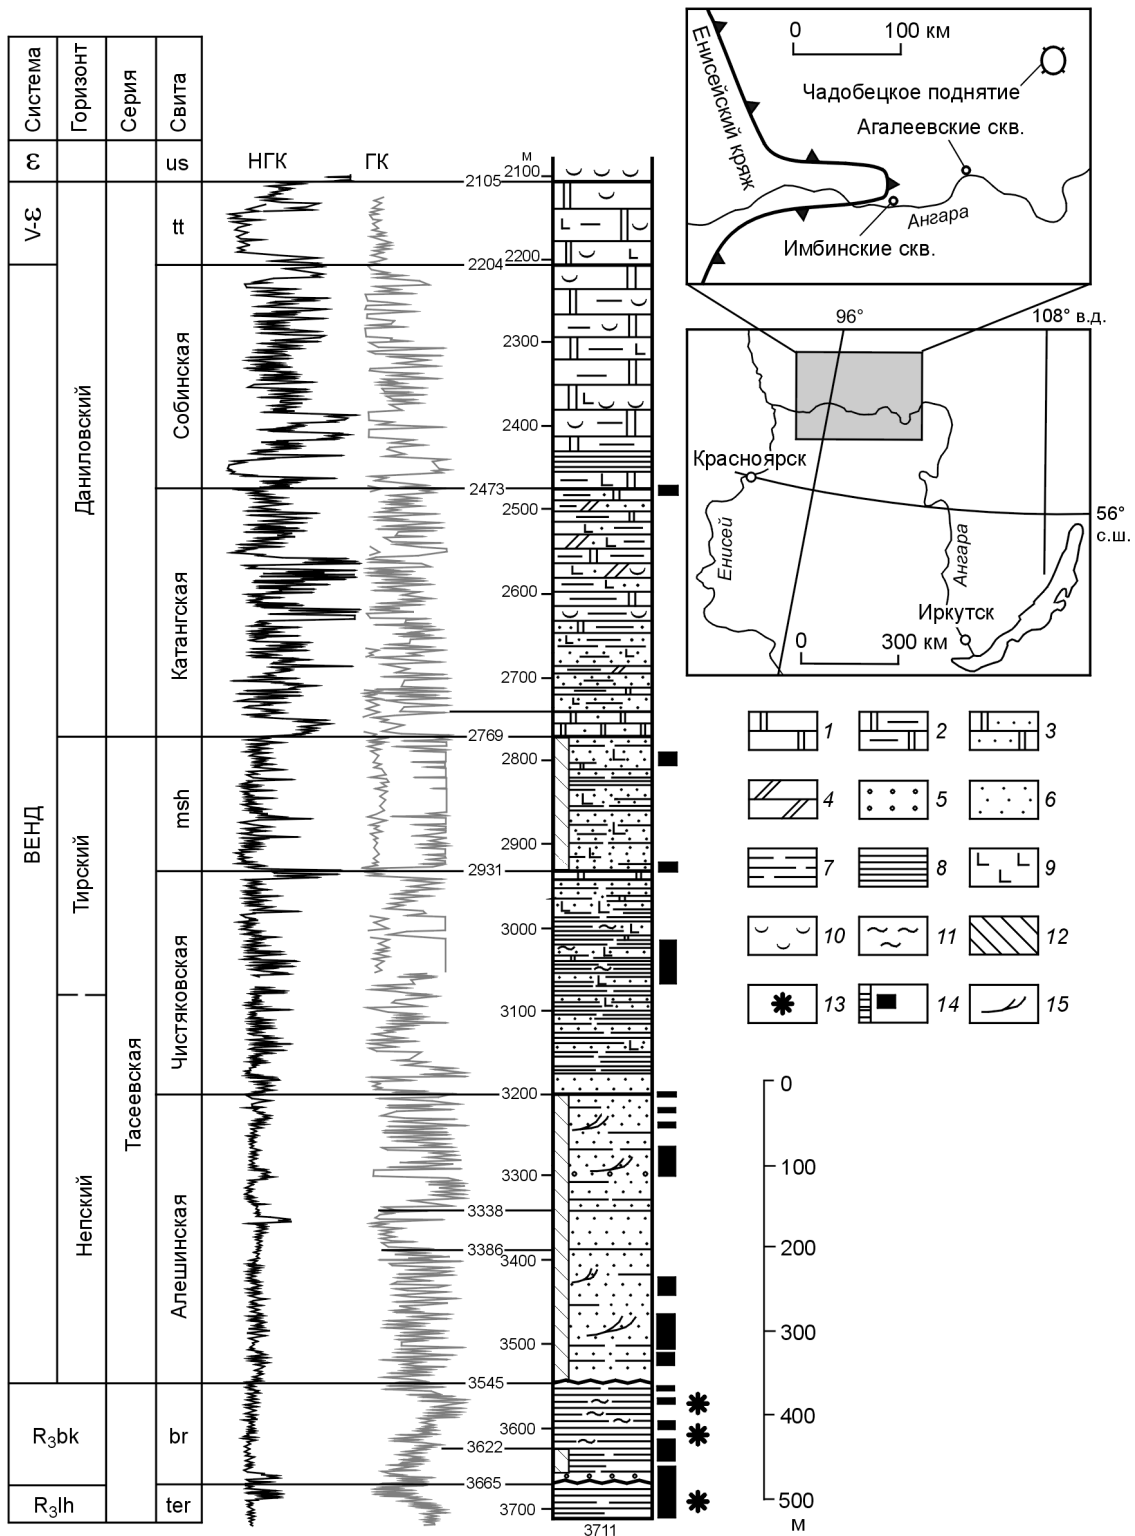 Система
Горизонт
Серия
Свита
Ꞓ
us
НГК
ГК
м
2100
2105
V-Ꞓ
tt
2200
2204
ВЕНД
Даниловский
Собинская
2300
2400
2473
Катангская
2500
2600
2700
2769
Тирский
msh
2800
2900
2931
Тасеевская
Чистяковская
3000
3100
3200
Непский
Алешинская
3300
3338
3386
3400
3500
3545
R₃bk
br
3600
3622
3665
R₃lh
ter
3700
3711
0 100 км
Енисейский кряж
Чадобецкое поднятие
Агалеевские скв.
Ангара
Имбинские скв.
96°
108° в.д.
Красноярск
56°
с.ш.
Енисей
Ангара
Иркутск
0 300 км
1 2 3
4 5 6
7 8 9
10 11 12
13 14 15
0
100
200
300
400
500
м